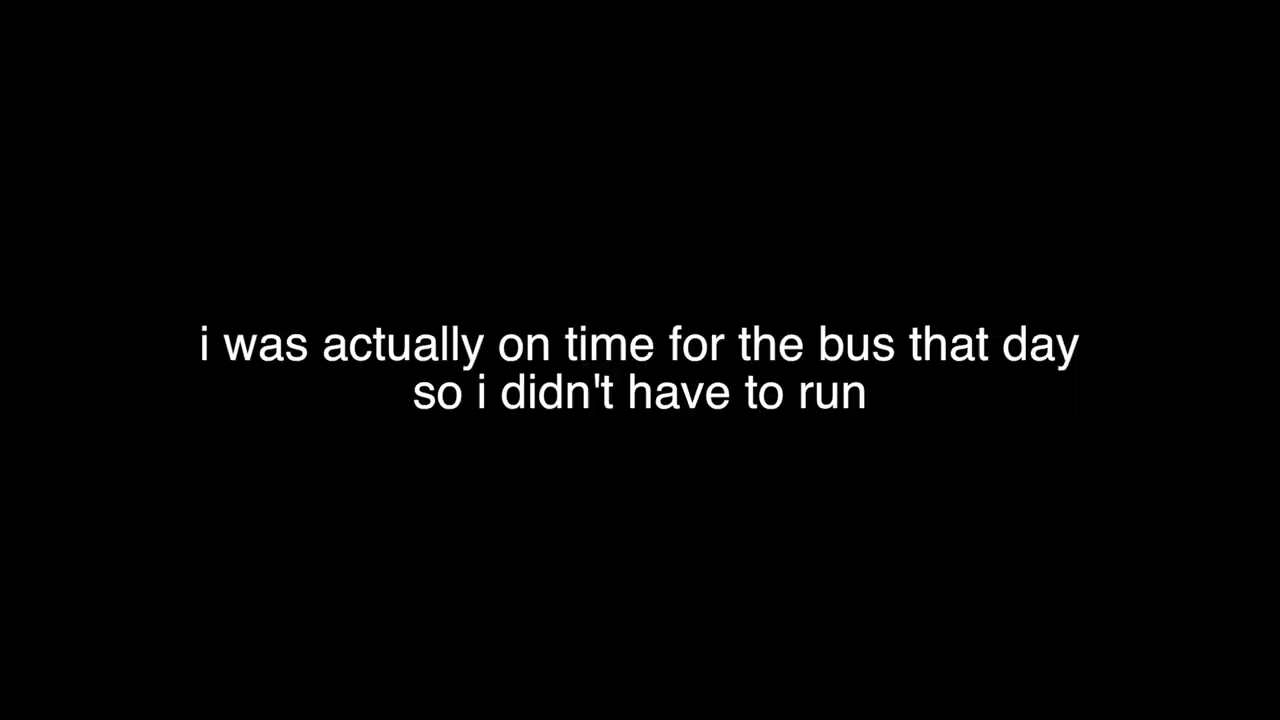 i was actually on time for the bus that day
so i didn't have to run